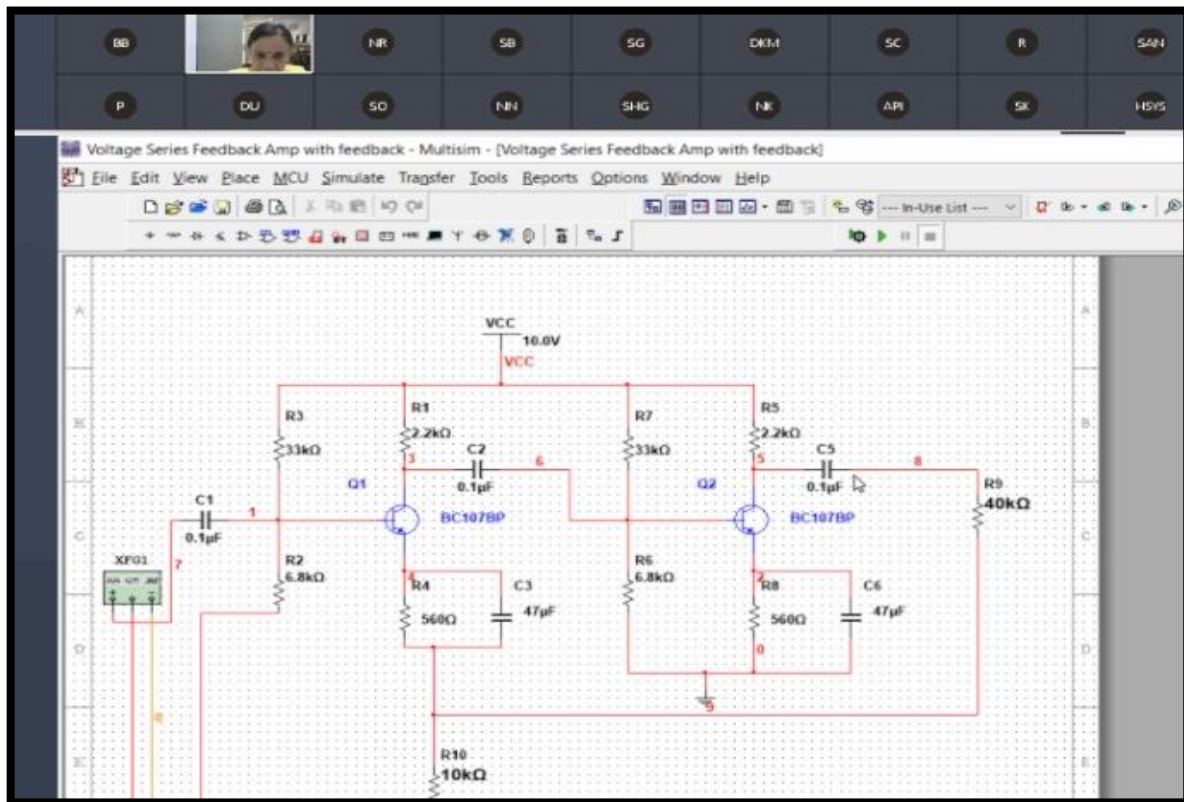 BB NR SB SG DKM SC R SAN
P DU SO NN SHG NK API SK HSYS
Voltage Series Feedback Amp with feedback - Multisim - [Voltage Series Feedback Amp with feedback]
File Edit View Place MCU Simulate Transfer Tools Reports Options Window Help
--- In-Use List ---
A A
VCC
10.0V
VCC
R3 R1 R7 R5
B
33kΩ 2.2kΩ 33kΩ 2.2kΩ
3 C2 6 5 C5 8
Q1 0.1µF Q2 0.1µF R9
40kΩ
C1 1 BC107BP BC107BP
0.1µF
C C
XFG1 7 R2 R6
6.8kΩ 6.8kΩ
4 R4 C3 2 R8 C6
560Ω 47µF 560Ω 47µF
D 0 D
9
R10
E E
10kΩ